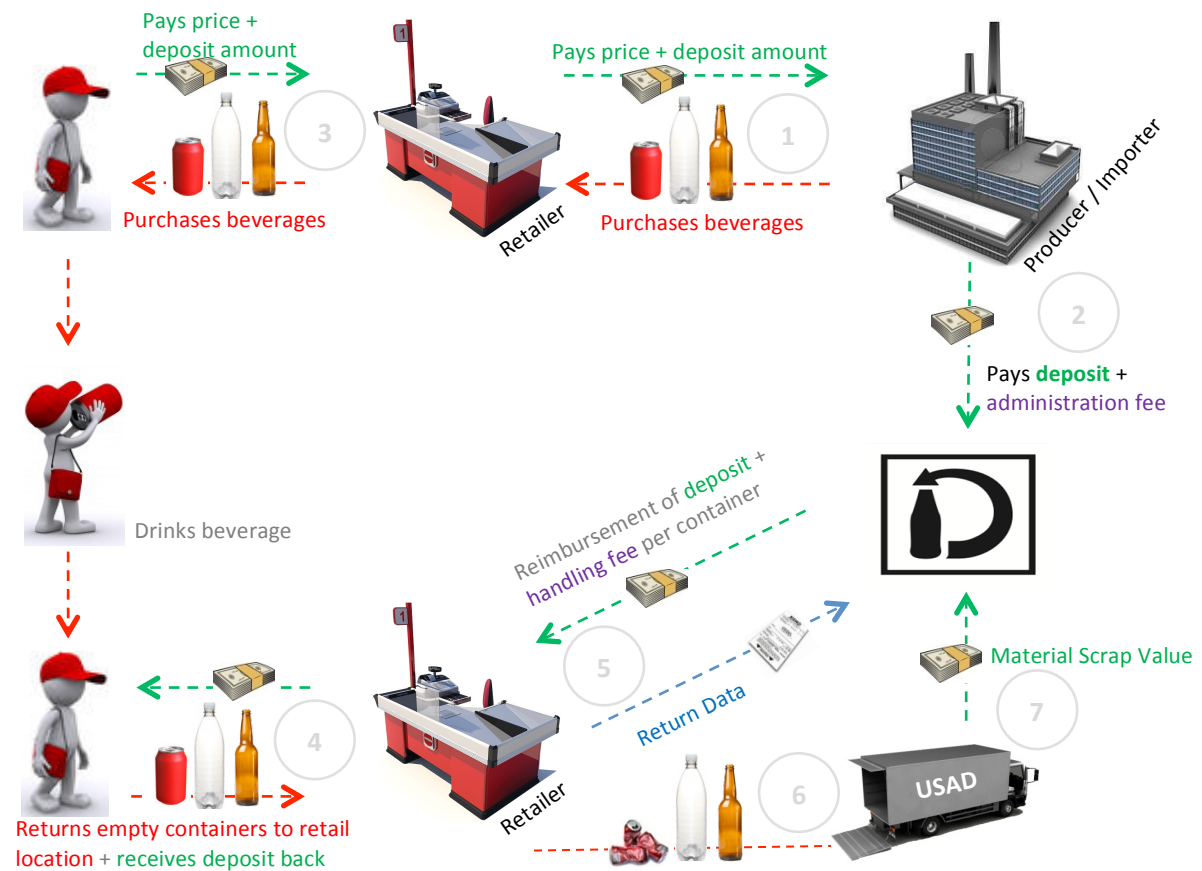 Pays price +
deposit amount
1
3
Purchases beverages
Retailer
Pays price + deposit amount
1
Purchases beverages
Producer / Importer
2
Pays deposit +
administration fee
Drinks beverage
Reimbursement of deposit +
handling fee per container
5
Return Data
Material Scrap Value
7
1
4
Returns empty containers to retail
location + receives deposit back
Retailer
6
USAD